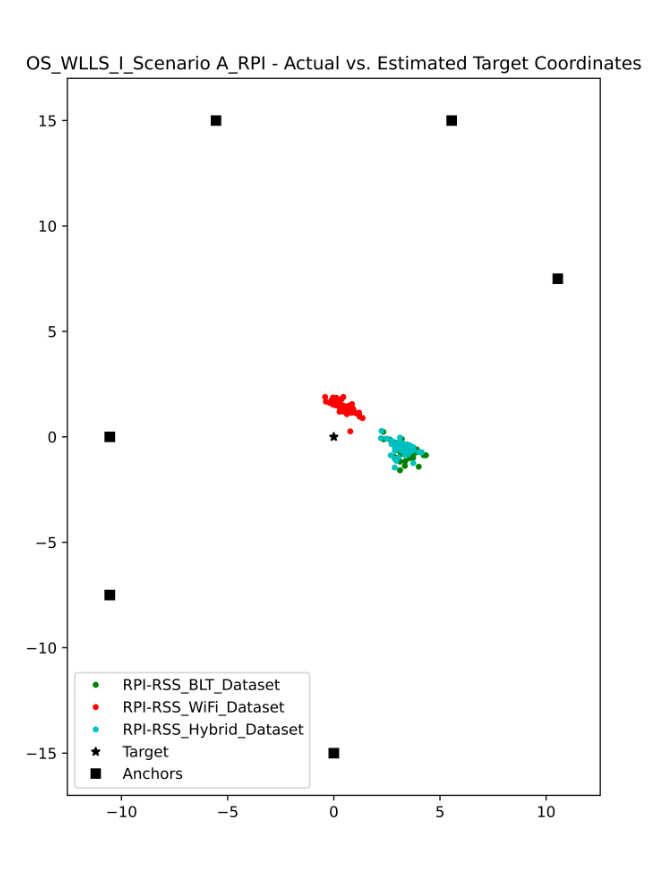 OS_WLLS_I_Scenario A_RPI - Actual vs. Estimated Target Coordinates
15
10
5
0
−5
−10
−15
RPI-RSS_BLT_Dataset
RPI-RSS_WiFi_Dataset
RPI-RSS_Hybrid_Dataset
Target
Anchors
−10 −5 0 5 10